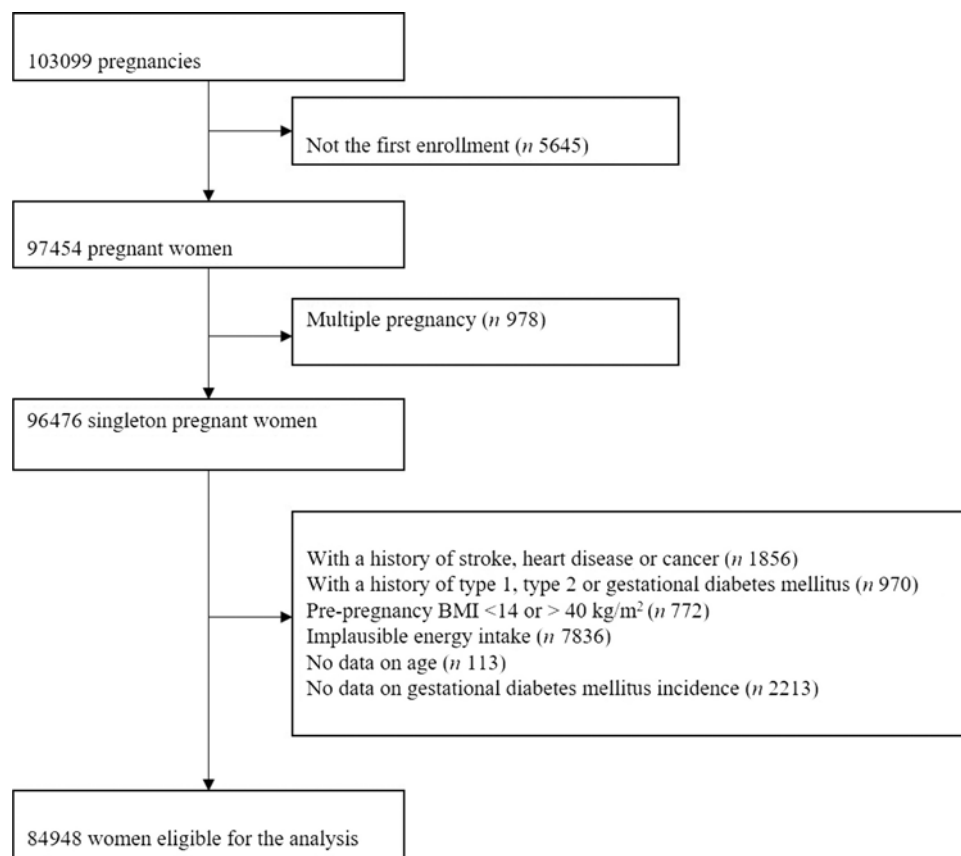 103099 pregnancies
Not the first enrollment (n 5645)
97454 pregnant women
Multiple pregnancy (n 978)
96476 singleton pregnant women
With a history of stroke, heart disease or cancer (n 1856)
With a history of type 1, type 2 or gestational diabetes mellitus (n 970)
Pre-pregnancy BMI <14 or > 40 kg/m² (n 772)
Implausible energy intake (n 7836)
No data on age (n 113)
No data on gestational diabetes mellitus incidence (n 2213)
84948 women eligible for the analysis